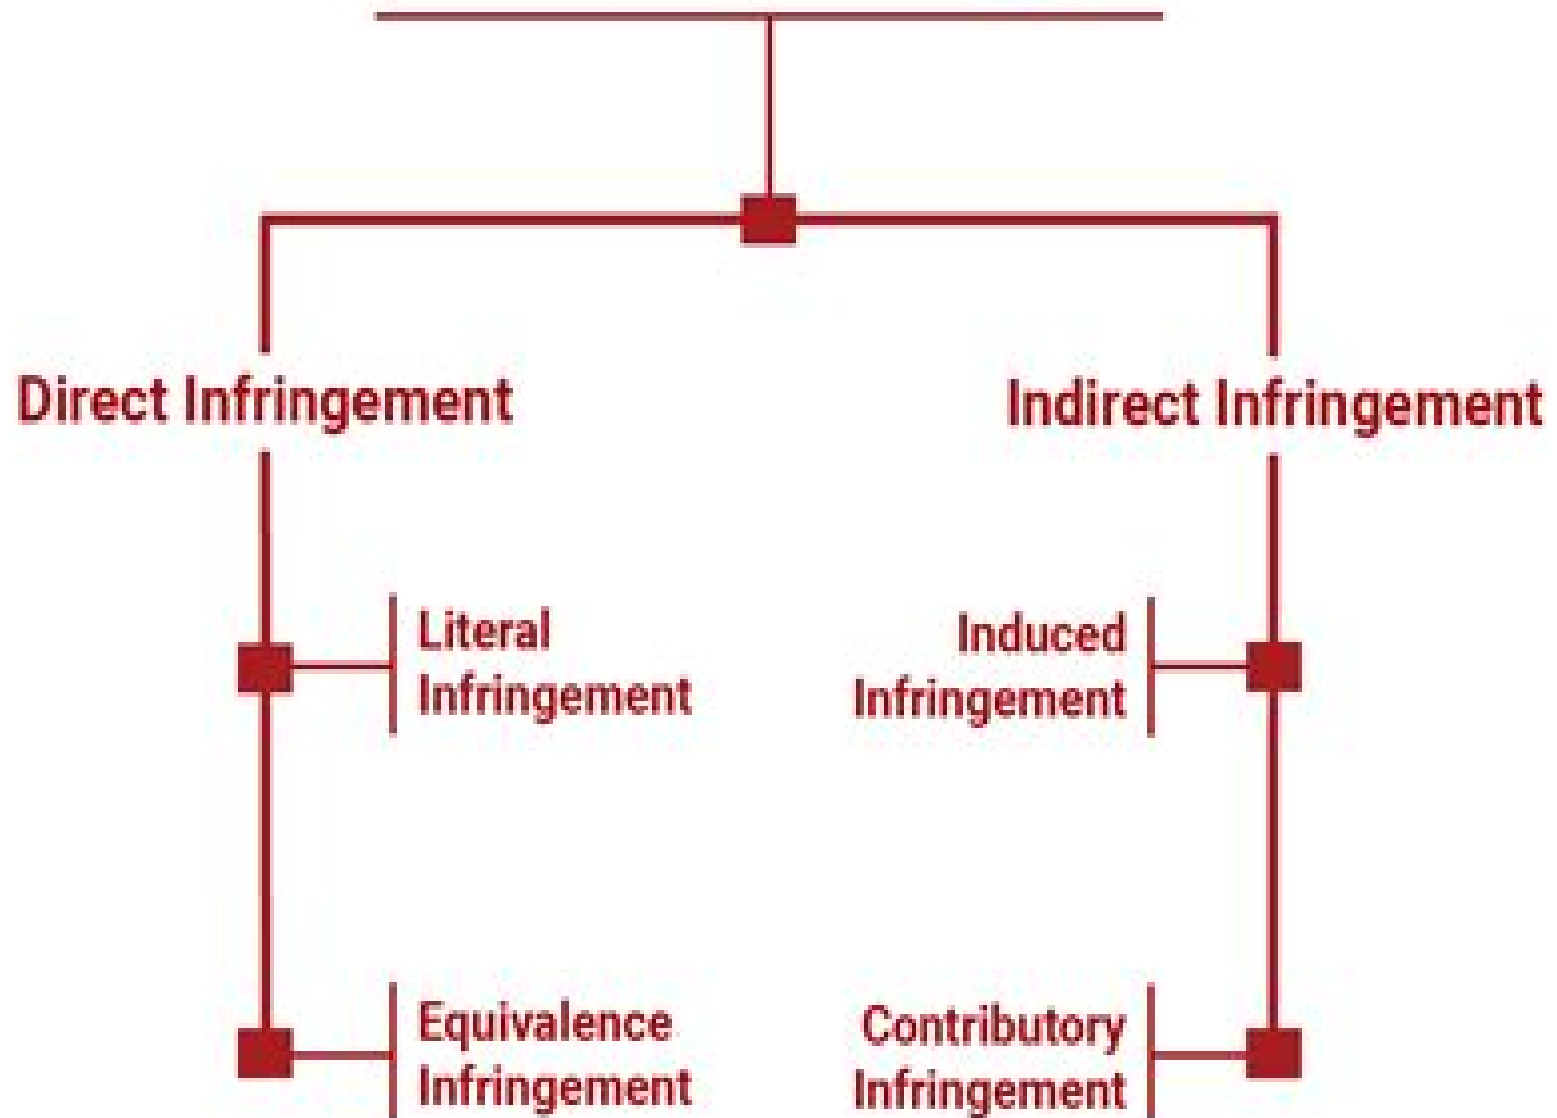 Direct Infringement
Indirect Infringement
Literal
Infringement
Induced
Infringement
Equivalence
Infringement
Contributory
Infringement